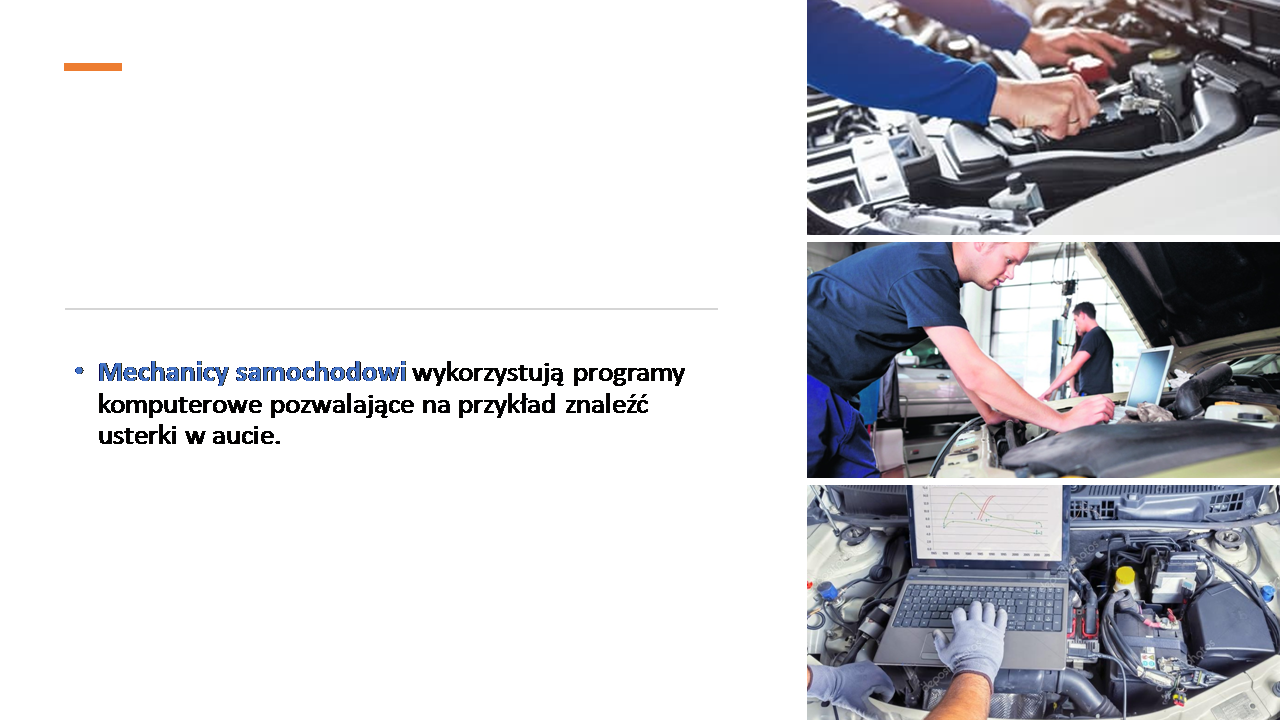 • Mechanicy samochodowi wykorzystują programy
komputerowe pozwalające na przykład znaleźć
usterki w aucie.